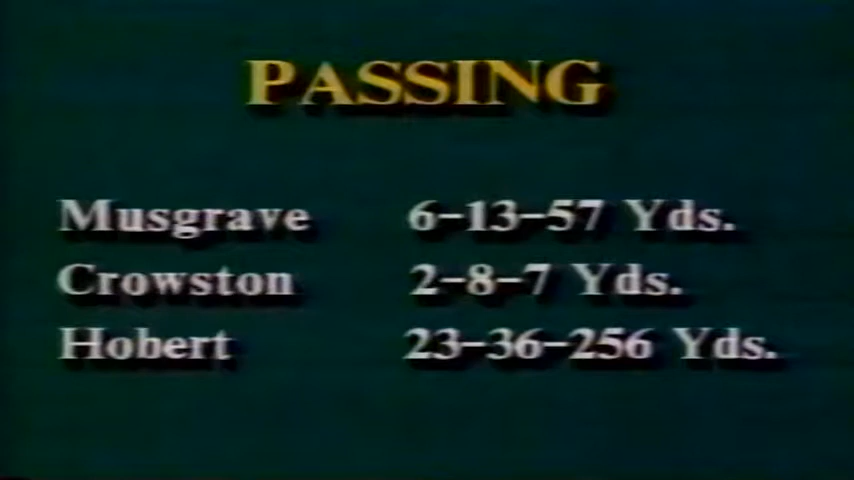 PASSING
Musgrave 6-13-57 Yds.
Crowston 2-8-7 Yds.
Hobert 23-36-256 Yds.